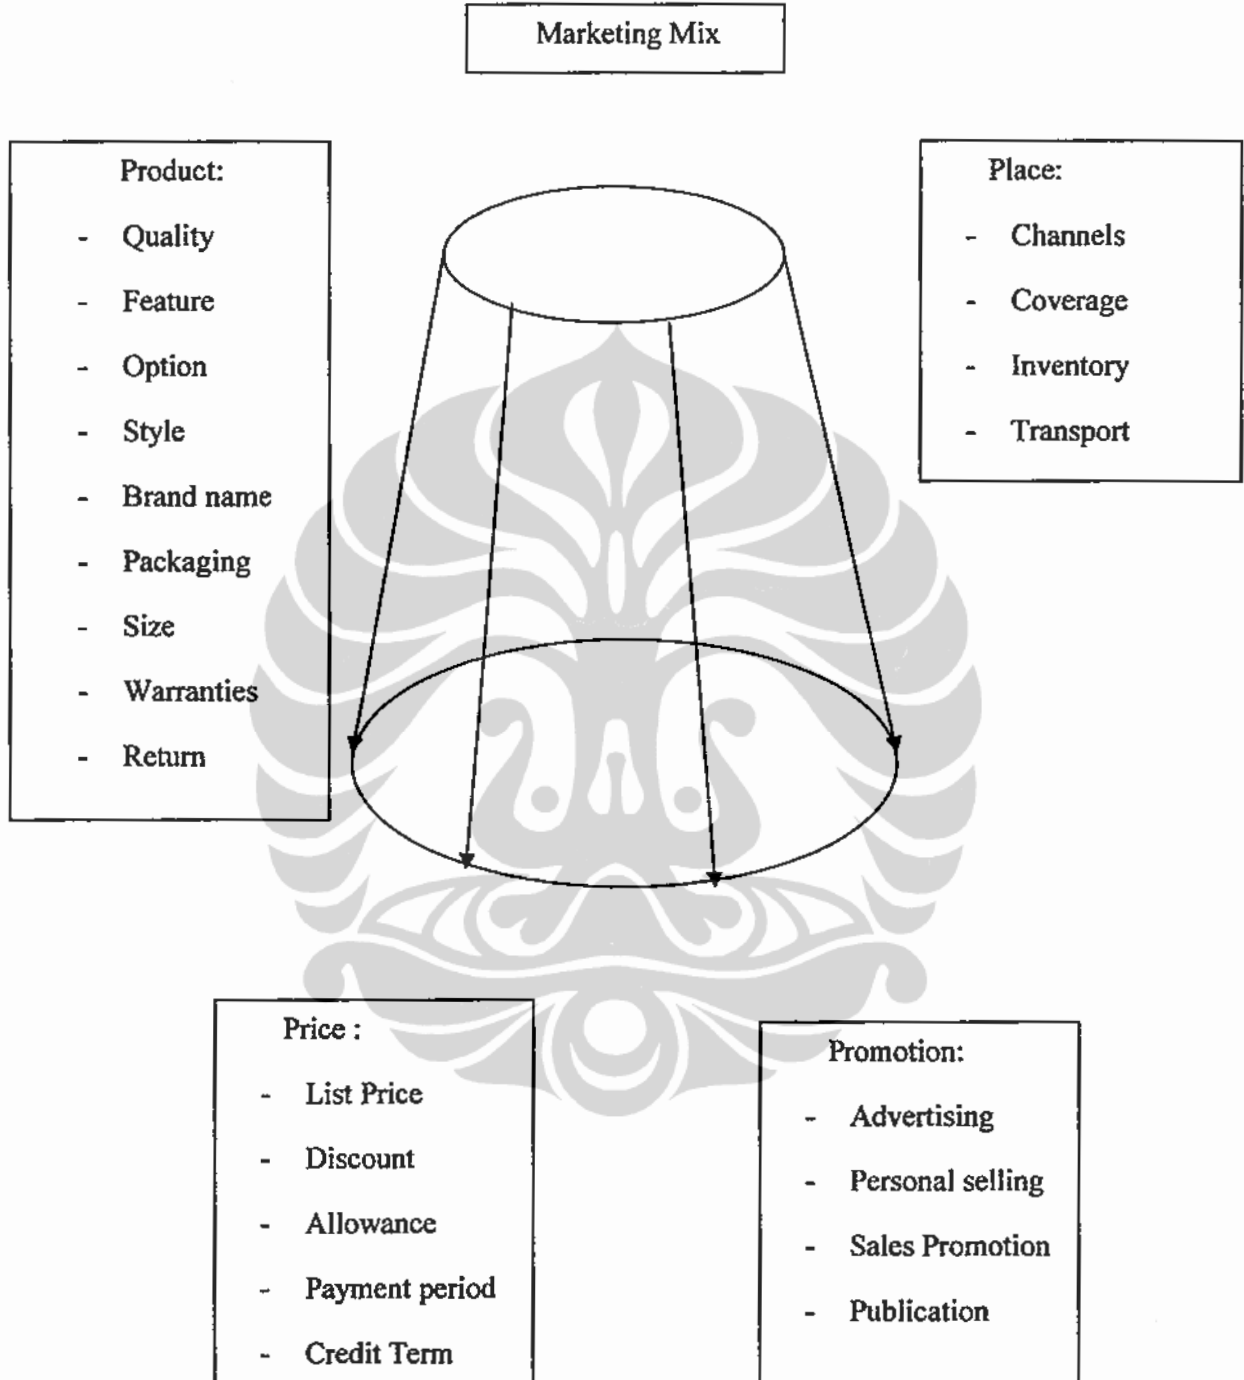 Marketing Mix
Product:
- Quality
- Feature
- Option
- Style
- Brand name
- Packaging
- Size
- Warranties
- Return
Place:
- Channels
- Coverage
- Inventory
- Transport
Price :
- List Price
- Discount
- Allowance
- Payment period
- Credit Term
Promotion:
- Advertising
- Personal selling
- Sales Promotion
- Publication